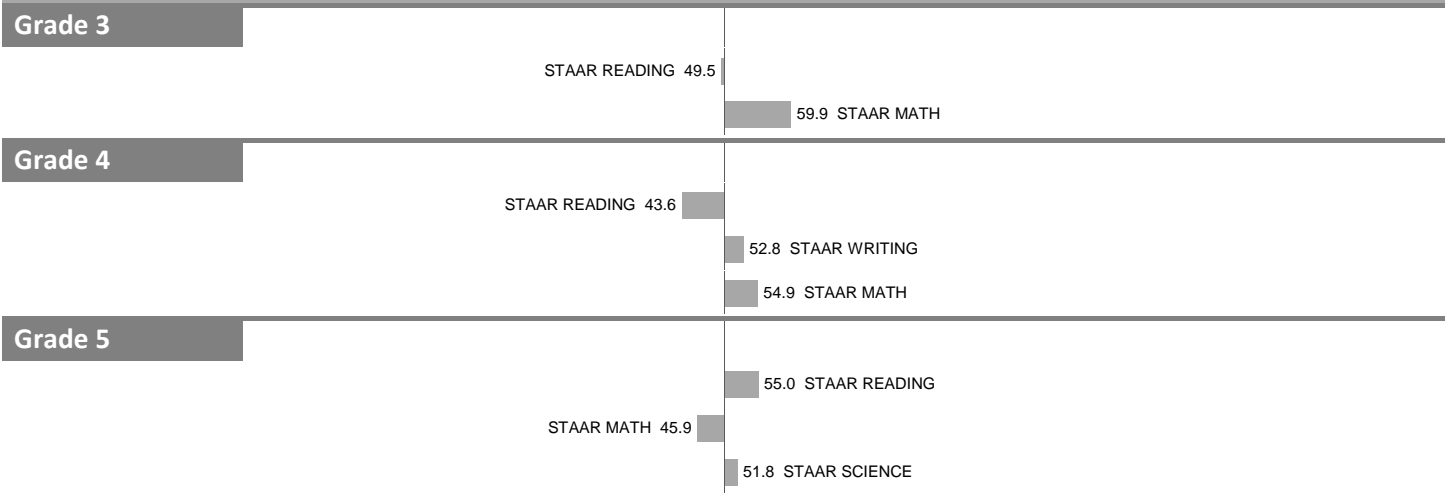 Grade 3
STAAR READING 49.5
59.9 STAAR MATH
Grade 4
STAAR READING 43.6
52.8 STAAR WRITING
54.9 STAAR MATH
Grade 5
55.0 STAAR READING
STAAR MATH 45.9
51.8 STAAR SCIENCE